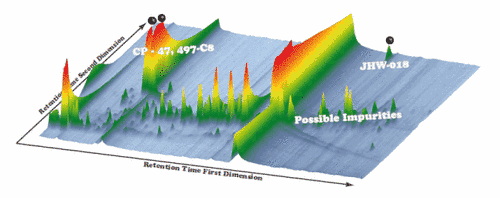 CP - 47, 497-C8
JHW-018
Retention Time Second Dimension
Possible Impurities
Retention Time First Dimension